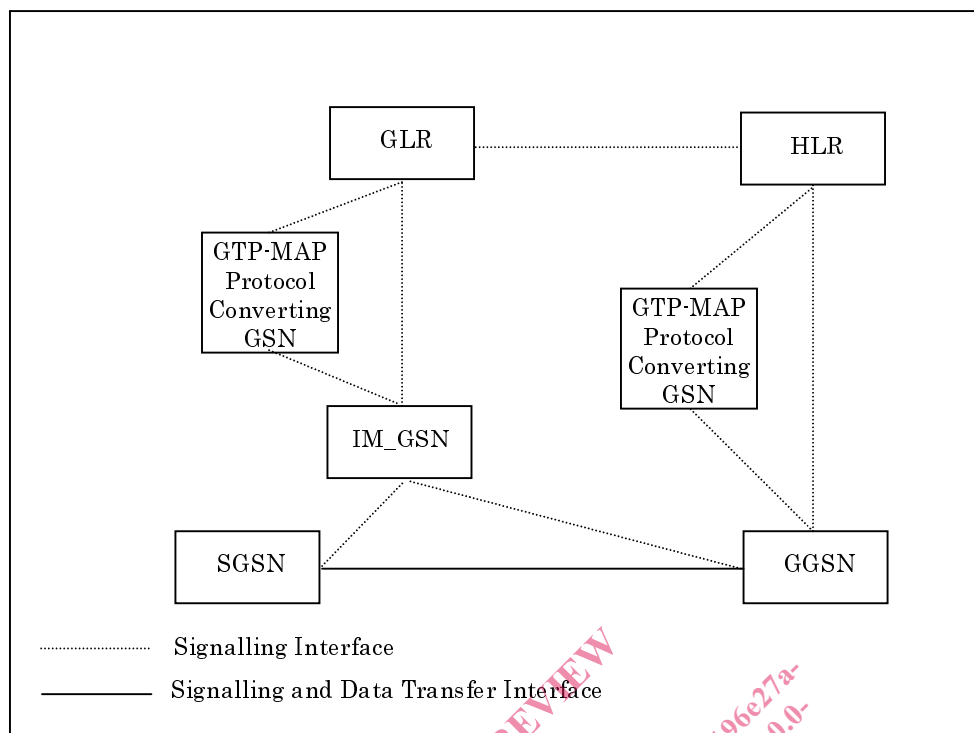 GLR
HLR
GTP-MAP
Protocol
Converting
GSN
GTP-MAP
Protocol
Converting
GSN
IM_GSN
SGSN
GGSN
Signalling Interface
Signalling and Data Transfer Interface